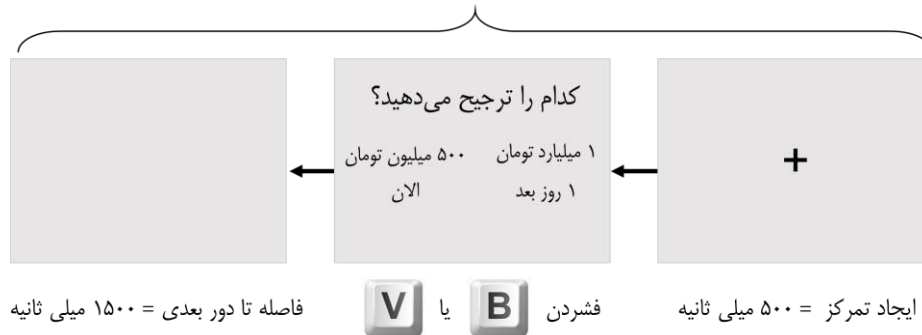 کدام را ترجیح می‌دهید؟
۱ میلیارد تومان ۵۰۰ میلیون تومان
۱ روز بعد الان
+
ایجاد تمرکز = ۵۰۰ میلی ثانیه فشردن B یا V فاصله تا دور بعدی = ۱۵۰۰ میلی ثانیه